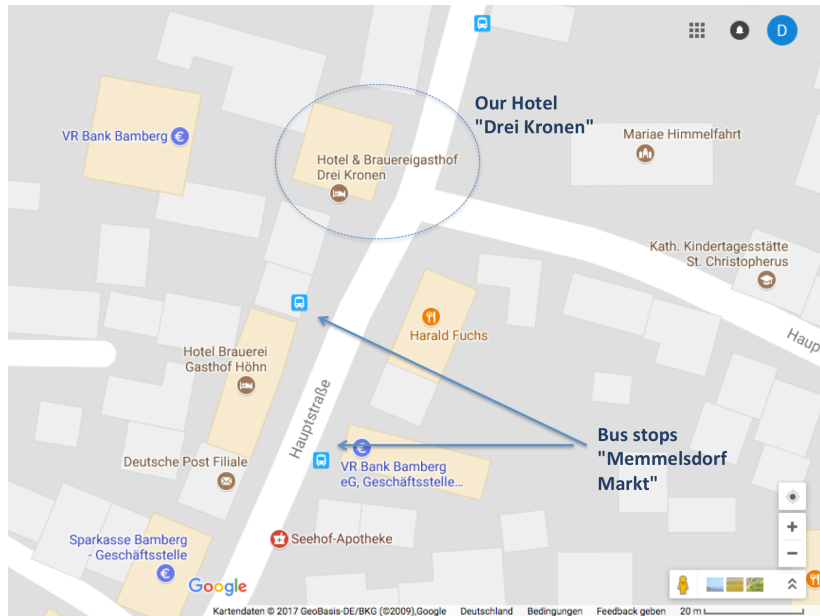 D
Our Hotel
"Drei Kronen"
VR Bank Bamberg
€
Mariae Himmelfahrt
Hotel & Brauereigasthof
Drei Kronen
Kath. Kindertagesstätte
St. Christopherus
Harald Fuchs
Haup
Hotel Brauerei
Gasthof Höhn
Hauptstraße
Bus stops
"Memmelsdorf
Markt"
€
VR Bank Bamberg
eG, Geschäftsstelle...
Deutsche Post Filiale
Seehof-Apotheke
Sparkasse Bamberg
- Geschäftsstelle
€
+
−
Google
Kartendaten © 2017 GeoBasis-DE/BKG (©2009),Google Deutschland Bedingungen Feedback geben 20 m